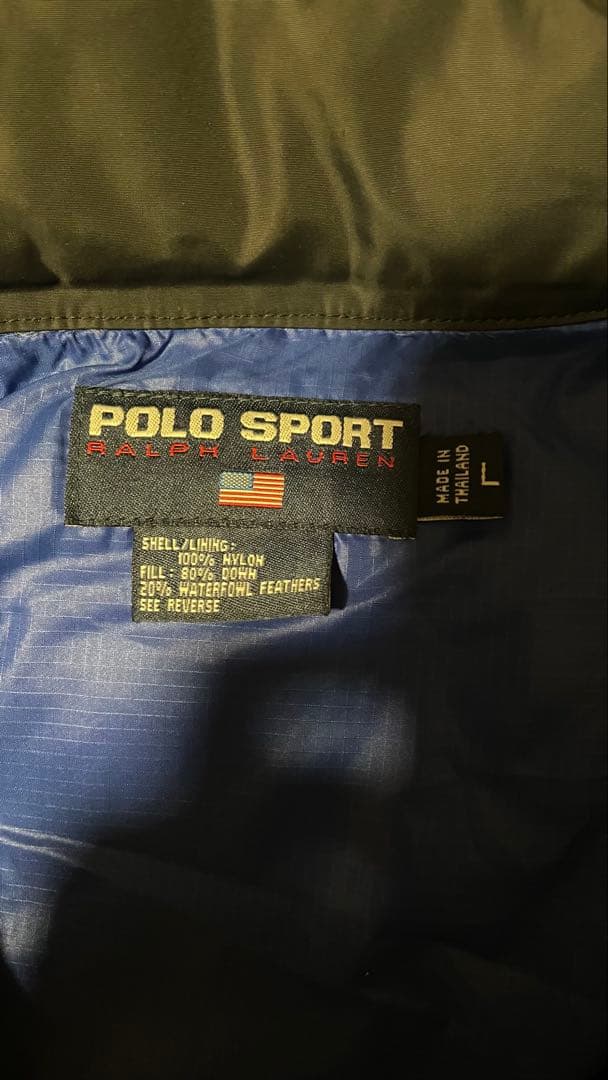 POLO SPORT
RALPH LAUREN
MADE IN
THAILAND
L
SHELL/LINING:
100% NYLON
FILL: 80% DOWN
20% WATERFOWL FEATHERS
SEE REVERSE